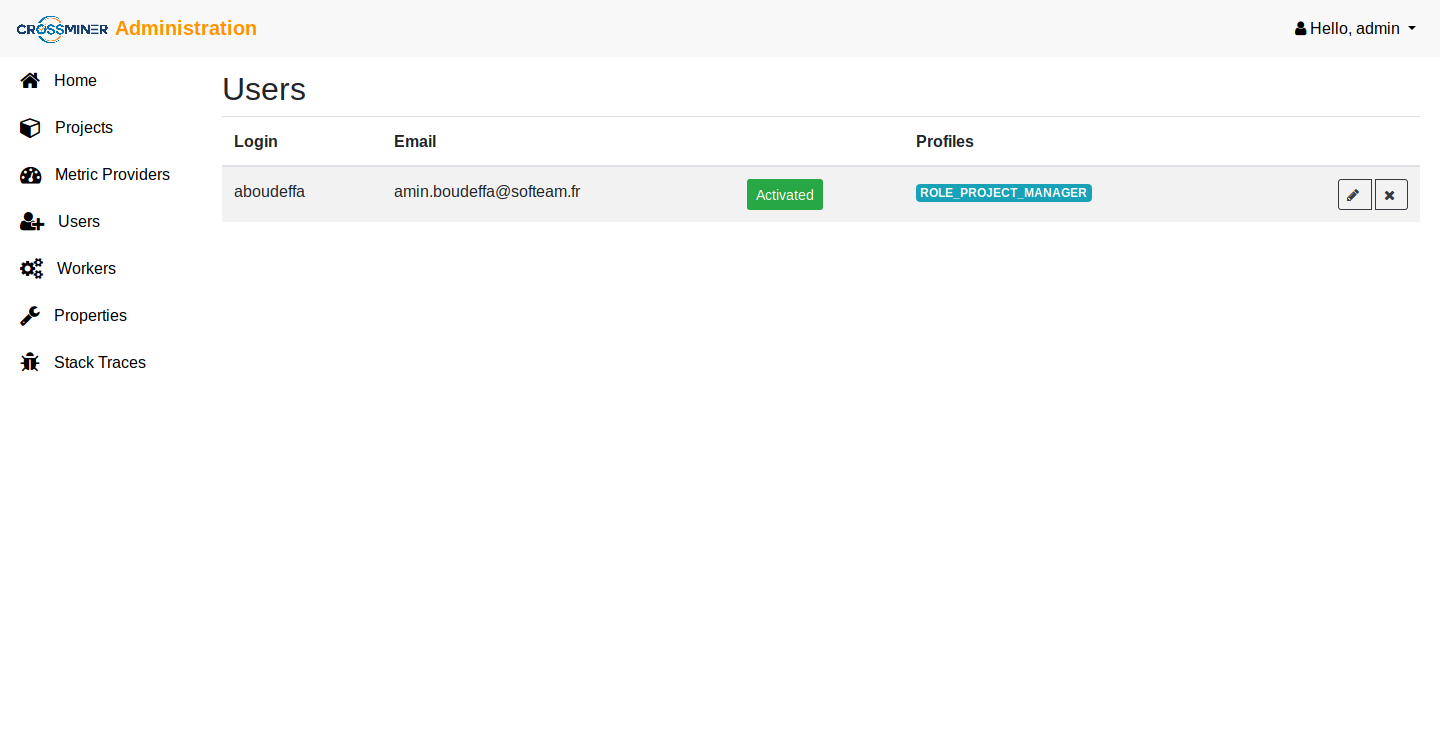 CROSSMINER Administration
Hello, admin
Home
Projects
Metric Providers
Users
Workers
Properties
Stack Traces
Users
Login Email Profiles
aboudeffa amin.boudeffa@softeam.fr Activated ROLE_PROJECT_MANAGER